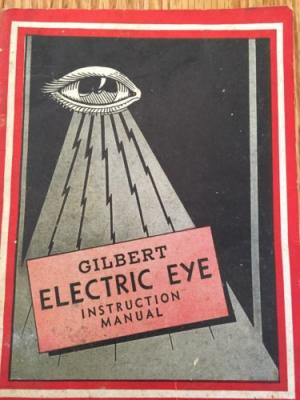 GILBERT
ELECTRIC EYE
INSTRUCTION
MANUAL